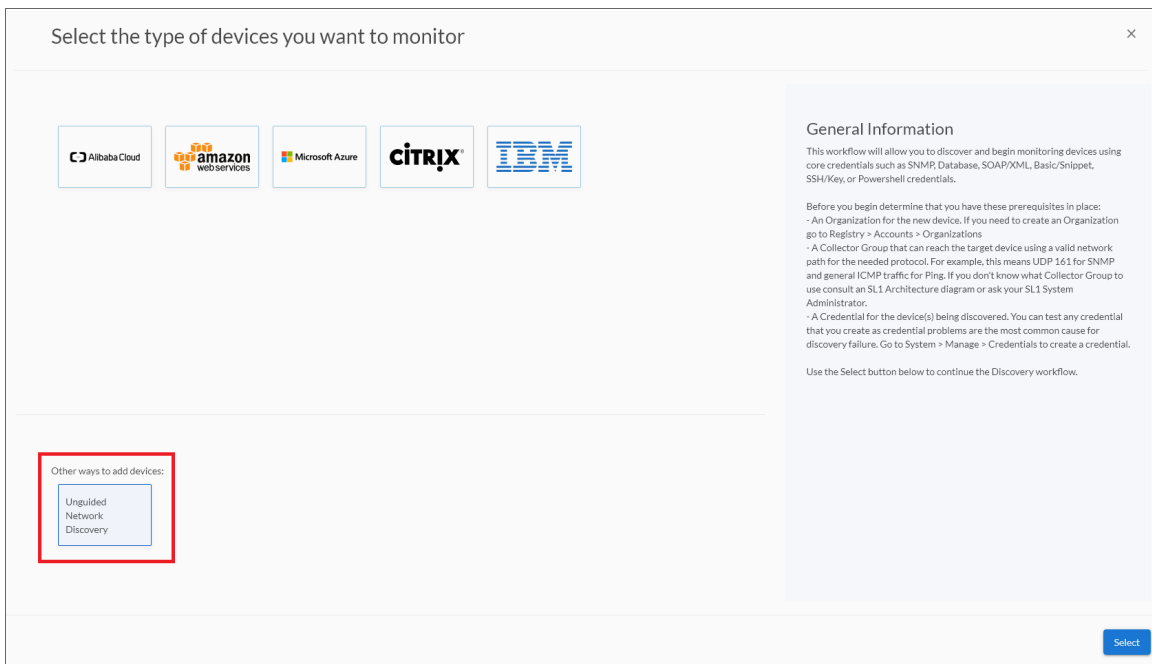 Select the type of devices you want to monitor
Alibaba Cloud
amazon
web services
Microsoft Azure
CİTRIX
IBM
General Information
This workflow will allow you to discover and begin monitoring devices using
core credentials such as SNMP, Database, SOAP/XML, Basic/Snippet,
SSH/Key, or Powershell credentials.
Before you begin determine that you have these prerequisites in place:
- An Organization for the new device. If you need to create an Organization
go to Registry > Accounts > Organizations
- A Collector Group that can reach the target device using a valid network
path for the needed protocol. For example, this means UDP 161 for SNMP
and general ICMP traffic for Ping. If you don't know what Collector Group to
use consult an SL1 Architecture diagram or ask your SL1 System
Administrator.
- A Credential for the device(s) being discovered. You can test any credential
that you create as credential problems are the most common cause for
discovery failure. Go to System > Manage > Credentials to create a credential.
Use the Select button below to continue the Discovery workflow.
Other ways to add devices:
Unguided
Network
Discovery
Select